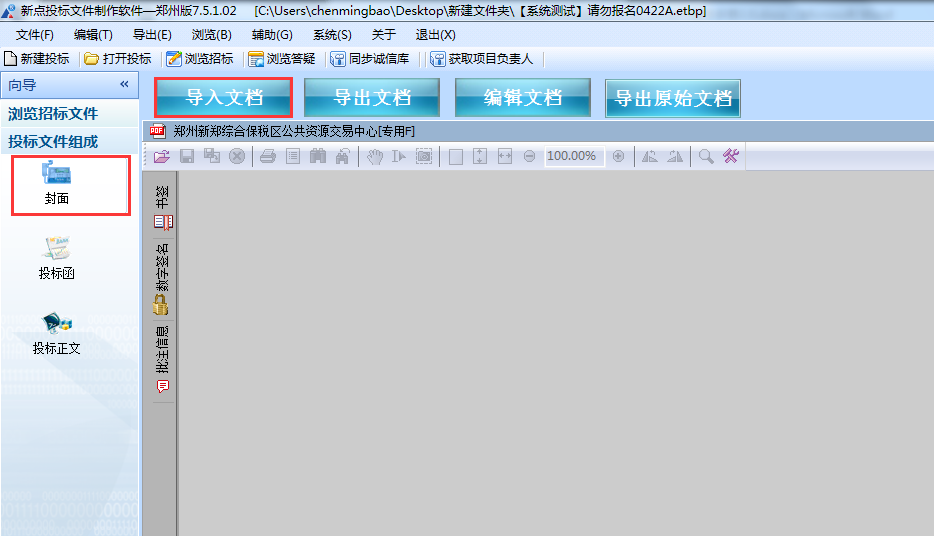 新点投标文件制作软件—郑州版7.5.1.02 [C:\Users\chenmingbao\Desktop\新建文件夹\【系统测试】请勿报名0422A.etbp]
文件(F) 编辑(T) 导出(E) 浏览(B) 辅助(G) 系统(S) 关于 退出(X)
新建投标 打开投标 浏览招标 浏览答疑 同步诚信库 获取项目负责人
向导 «
导入文档 导出文档 编辑文档 导出原始文档
浏览招标文件
PDF 郑州新郑综合保税区公共资源交易中心[专用F]
投标文件组成
100.00%
封面
投标函
投标正文
书签
数字签名
批注信息